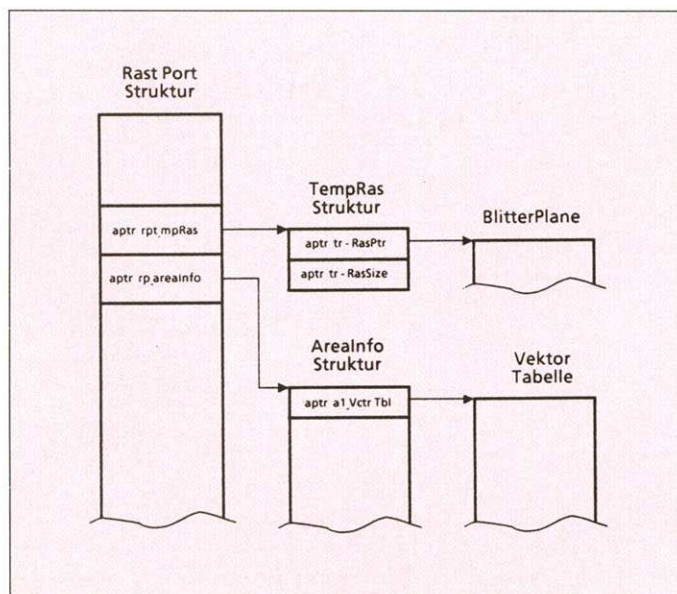 Rast Port
Struktur
aptr rpt.mpRas
aptr rp.areaInfo
TempRas
Struktur
aptr tr - RasPtr
aptr tr - RasSize
BlitterPlane
AreaInfo
Struktur
aptr a1.Vctr Tbl
Vektor
Tabelle